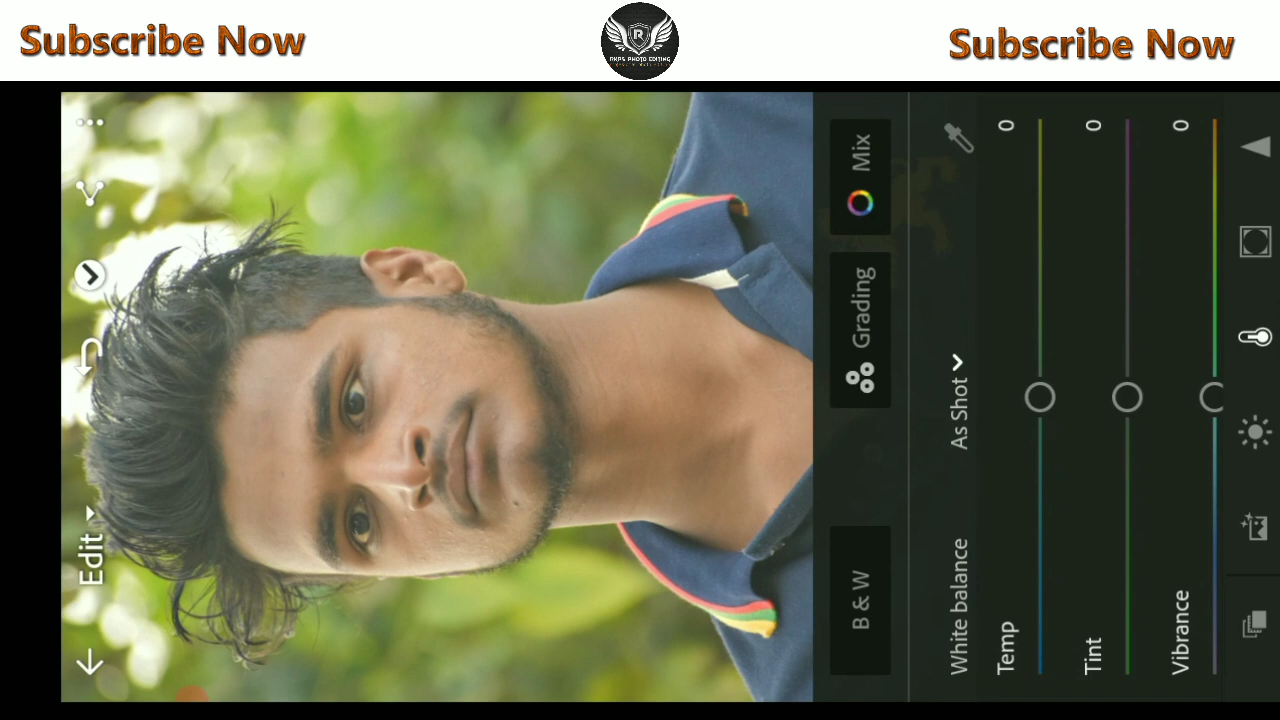 Subscribe Now
Subscribe Now
R
Edit
Mix
Grading
B & W
White balance
As Shot
Temp
0
Tint
0
Vibrance
0